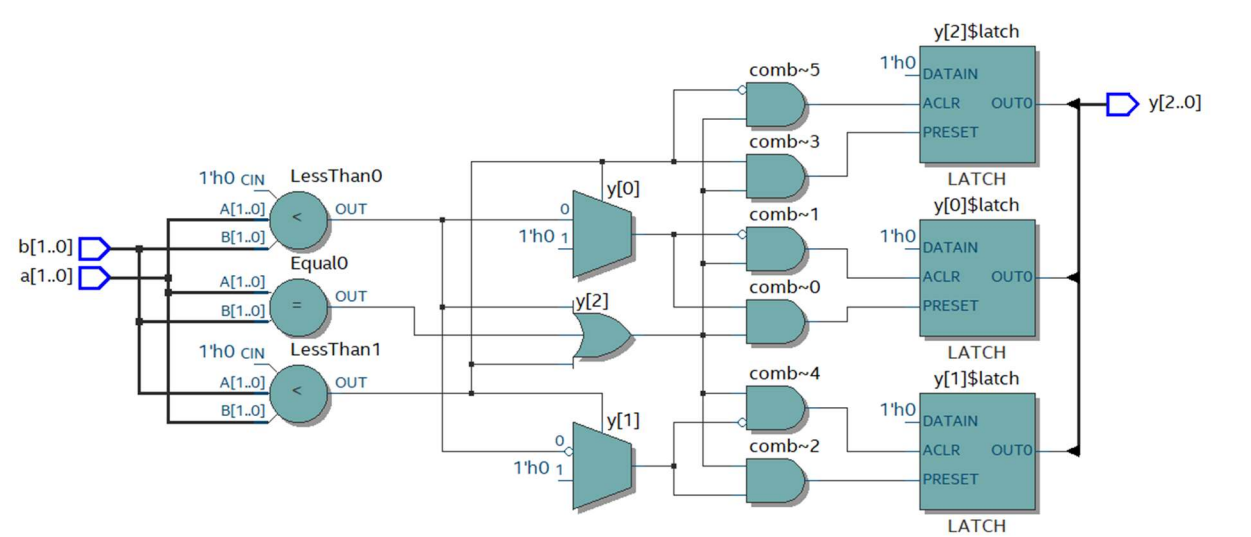 y[2]$latch
comb~5
1'h0
DATAIN
ACLR
OUT0
PRESET
LATCH
y[2..0]
comb~3
LessThan0
1'h0 CIN
A[1..0]
B[1..0]
<
OUT
y[0]
0
1'h0 1
comb~1
y[0]$latch
1'h0
DATAIN
ACLR
OUT0
PRESET
LATCH
b[1..0]
a[1..0]
Equal0
A[1..0]
B[1..0]
=
OUT
y[2]
comb~0
LessThan1
1'h0 CIN
A[1..0]
B[1..0]
<
OUT
y[1]
0
1'h0 1
comb~4
comb~2
y[1]$latch
1'h0
DATAIN
ACLR
OUT0
PRESET
LATCH